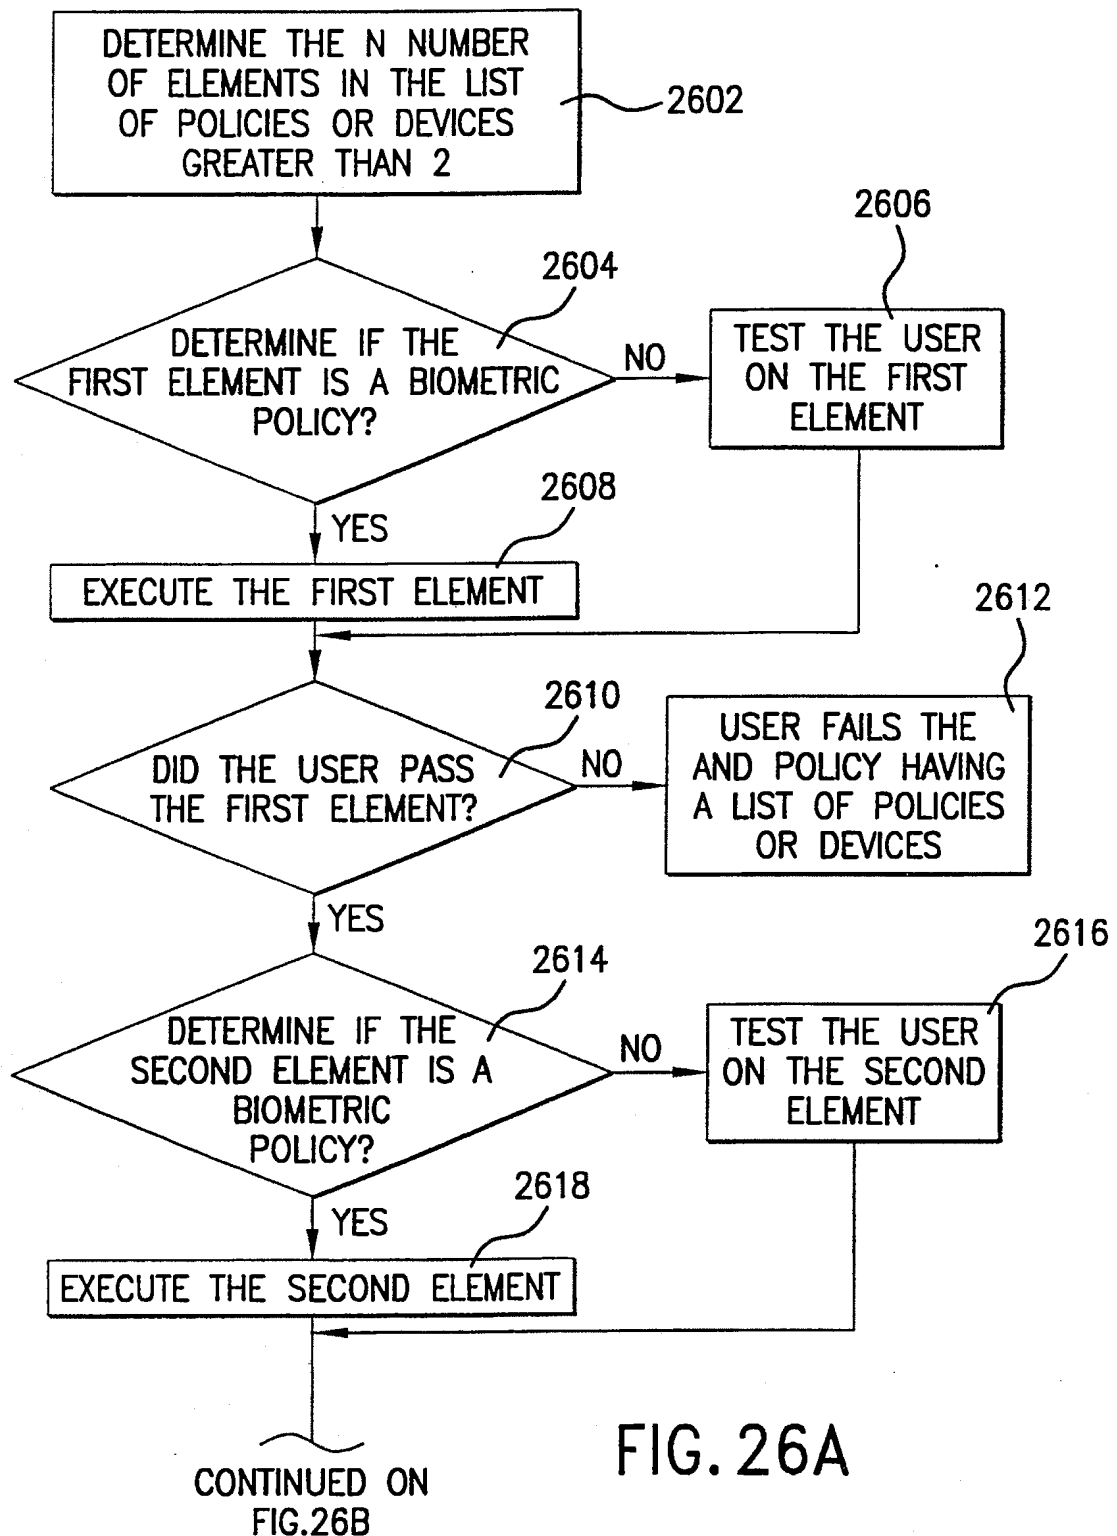 DETERMINE THE N NUMBER
OF ELEMENTS IN THE LIST
OF POLICIES OR DEVICES
GREATER THAN 2
2602
2606
2604
DETERMINE IF THE
FIRST ELEMENT IS A BIOMETRIC
POLICY?
NO
TEST THE USER
ON THE FIRST
ELEMENT
YES
2608
EXECUTE THE FIRST ELEMENT
2612
2610
DID THE USER PASS
THE FIRST ELEMENT?
NO
USER FAILS THE
AND POLICY HAVING
A LIST OF POLICIES
OR DEVICES
YES
2616
2614
DETERMINE IF THE
SECOND ELEMENT IS A
BIOMETRIC
POLICY?
NO
TEST THE USER
ON THE SECOND
ELEMENT
YES
2618
EXECUTE THE SECOND ELEMENT
CONTINUED ON
FIG.26B
FIG. 26A